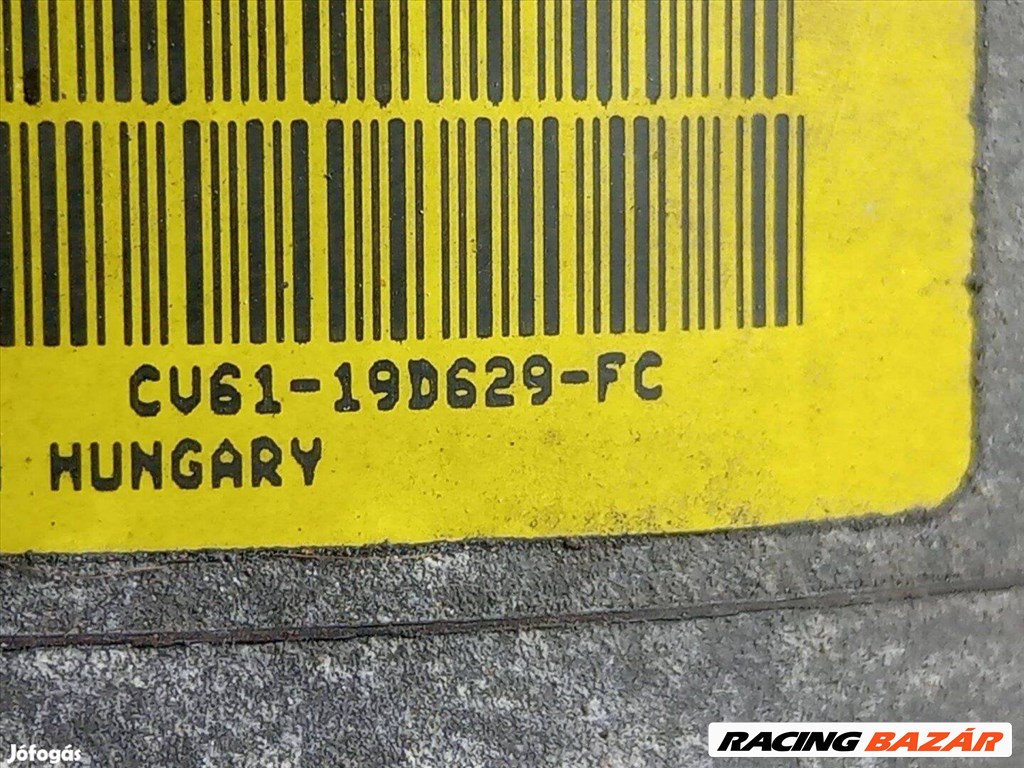 CV61-19D629-FC
HUNGARY
Jófogás
RACING BAZÁR